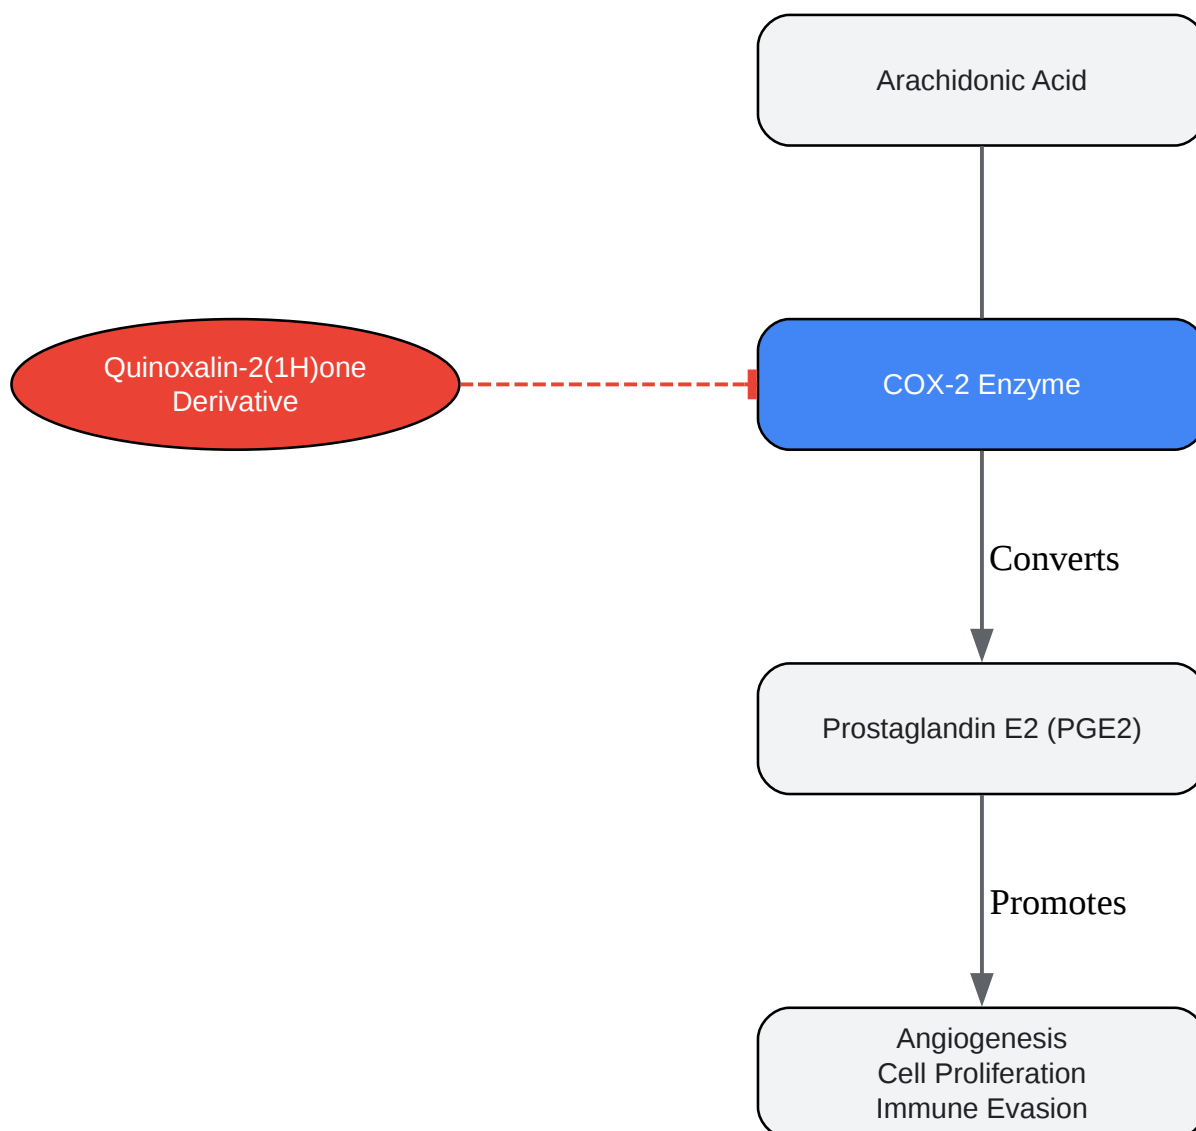 Arachidonic Acid
Quinoxalin-2(1H)one
Derivative
COX-2 Enzyme
Converts
Prostaglandin E2 (PGE2)
Promotes
Angiogenesis
Cell Proliferation
Immune Evasion